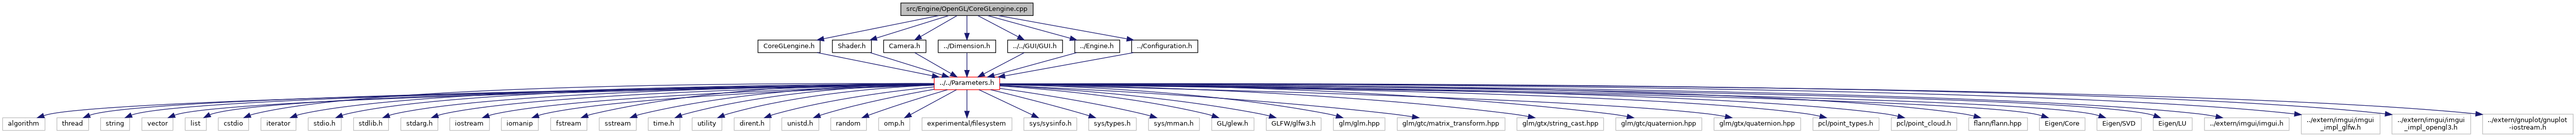 src/Engine/OpenGL/CoreGLengine.cpp
CoreGLengine.h
Shader.h
Camera.h
../Dimension.h
../../GUI/GUI.h
../Engine.h
../Configuration.h
../../Parameters.h
algorithm
thread
string
vector
list
cstdio
iterator
stdio.h
stdlib.h
stdarg.h
iostream
iomanip
fstream
sstream
time.h
utility
dirent.h
unistd.h
random
omp.h
experimental/filesystem
sys/sysinfo.h
sys/types.h
sys/mman.h
GL/glew.h
GLFW/glfw3.h
glm/glm.hpp
glm/gtc/matrix_transform.hpp
glm/gtx/string_cast.hpp
glm/gtc/quaternion.hpp
glm/gtx/quaternion.hpp
pcl/point_types.h
pcl/point_cloud.h
flann/flann.hpp
Eigen/Core
Eigen/SVD
Eigen/LU
../extern/imgui/imgui.h
../extern/imgui/imgui
_impl_glfw.h
../extern/imgui/imgui
_impl_opengl3.h
../extern/gnuplot/gnuplot
-iostream.h